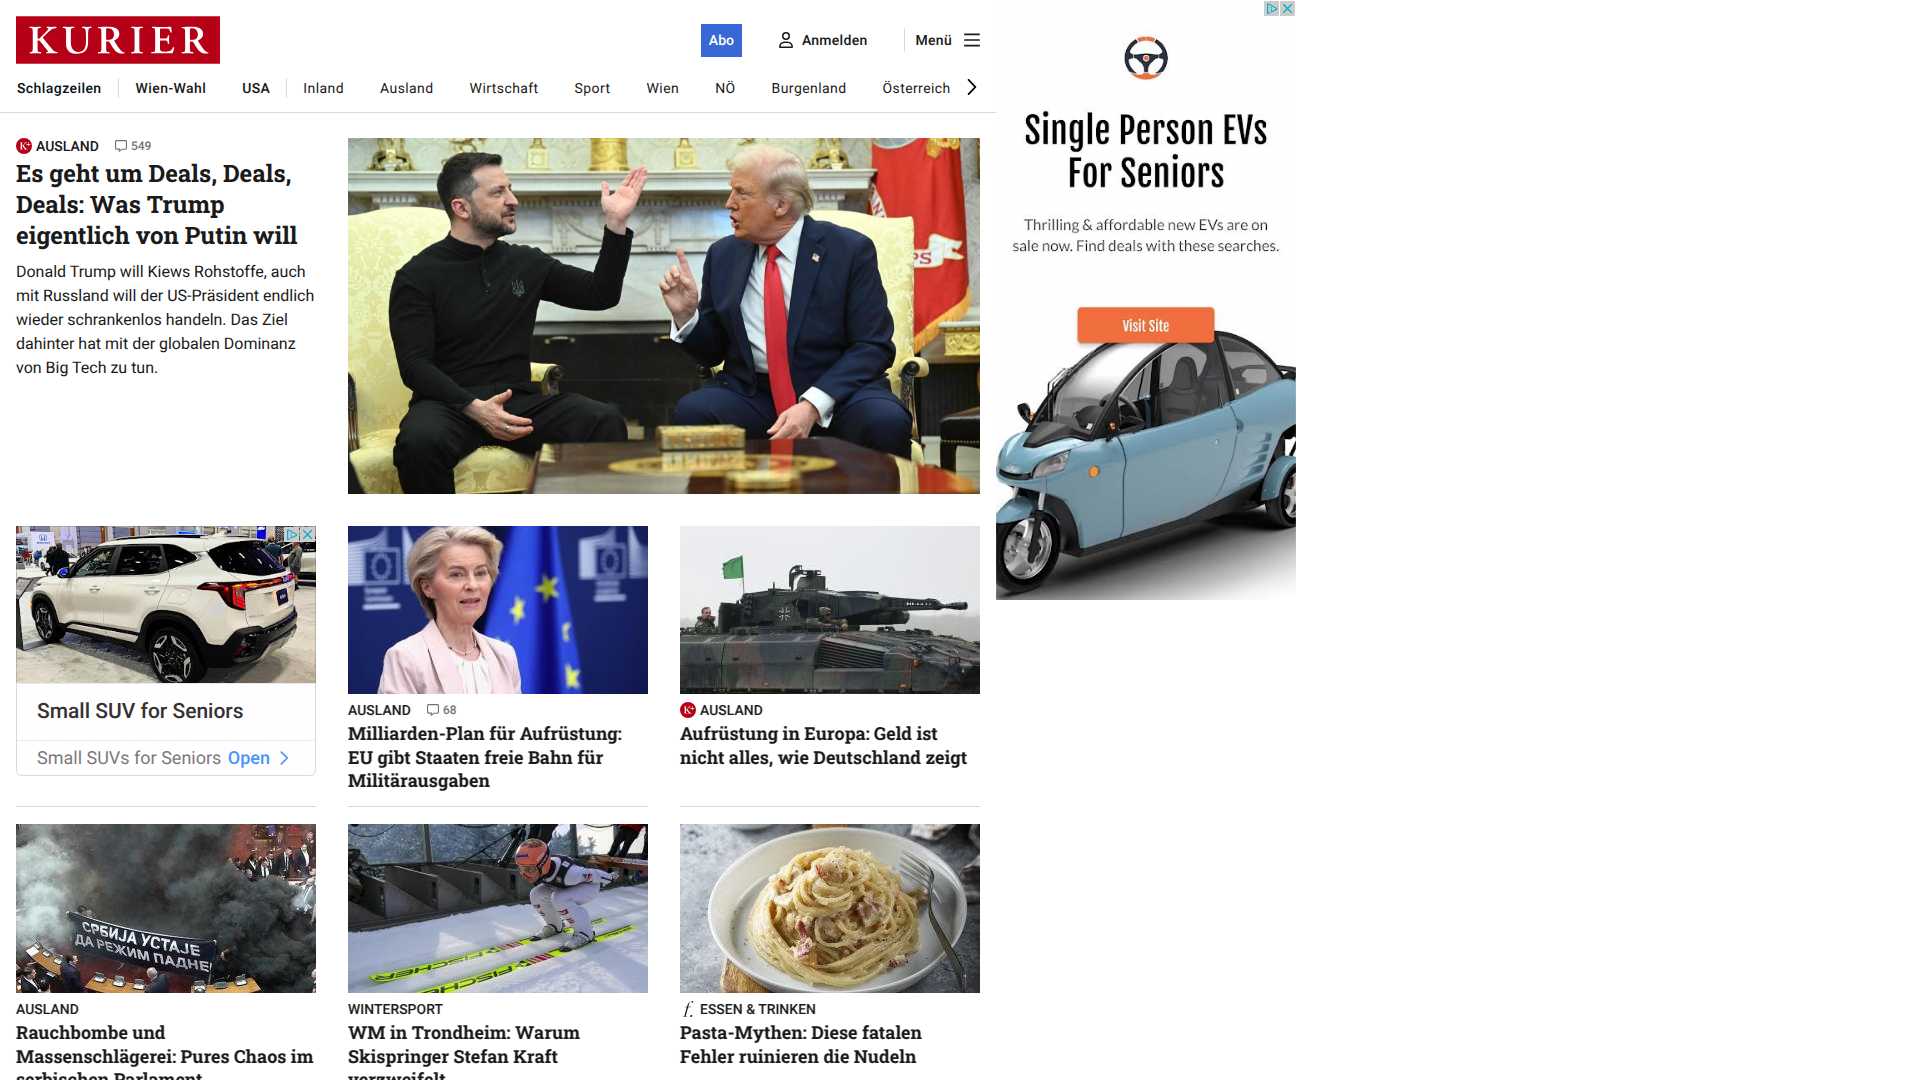 KURIER
Abo
Anmelden
Menü
Schlagzeilen
Wien-Wahl
USA
Inland
Ausland
Wirtschaft
Sport
Wien
NÖ
Burgenland
Österreich
K+ AUSLAND 549
Es geht um Deals, Deals,
Deals: Was Trump
eigentlich von Putin will
Donald Trump will Kiews Rohstoffe, auch
mit Russland will der US-Präsident endlich
wieder schrankenlos handeln. Das Ziel
dahinter hat mit der globalen Dominanz
von Big Tech zu tun.
Single Person EVs
For Seniors
Thrilling & affordable new EVs are on
sale now. Find deals with these searches.
Visit Site
Small SUV for Seniors
Small SUVs for Seniors Open
AUSLAND 68
Milliarden-Plan für Aufrüstung:
EU gibt Staaten freie Bahn für
Militärausgaben
K+ AUSLAND
Aufrüstung in Europa: Geld ist
nicht alles, wie Deutschland zeigt
СРБИЈА УСТАЈЕ
ДА РЕЖИМ ПАДНЕ
AUSLAND
Rauchbombe und
Massenschlägerei: Pures Chaos im
serbischen Parlament
FISCHER
FISCHER
WINTERSPORT
WM in Trondheim: Warum
Skispringer Stefan Kraft
verzweifelt
f. ESSEN & TRINKEN
Pasta-Mythen: Diese fatalen
Fehler ruinieren die Nudeln